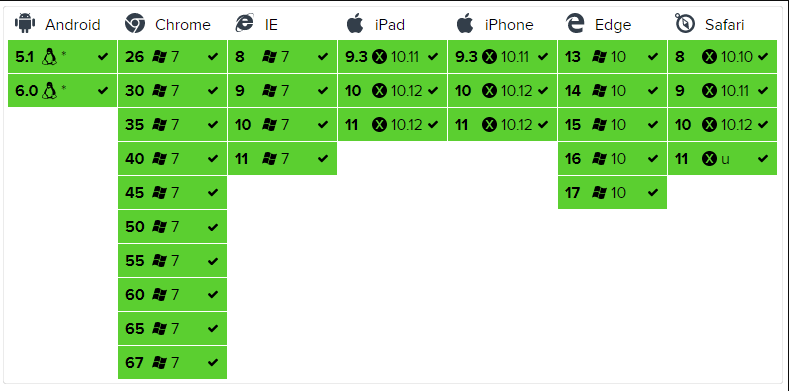 Android Chrome IE iPad iPhone Edge Safari
5.1 * 26 7 8 7 9.3 10.11 9.3 10.11 13 10 8 10.10
6.0 * 30 7 9 7 10 10.12 10 10.12 14 10 9 10.11
35 7 10 7 11 10.12 11 10.12 15 10 10 10.12
40 7 11 7 16 10 11 u
45 7 17 10
50 7
55 7
60 7
65 7
67 7